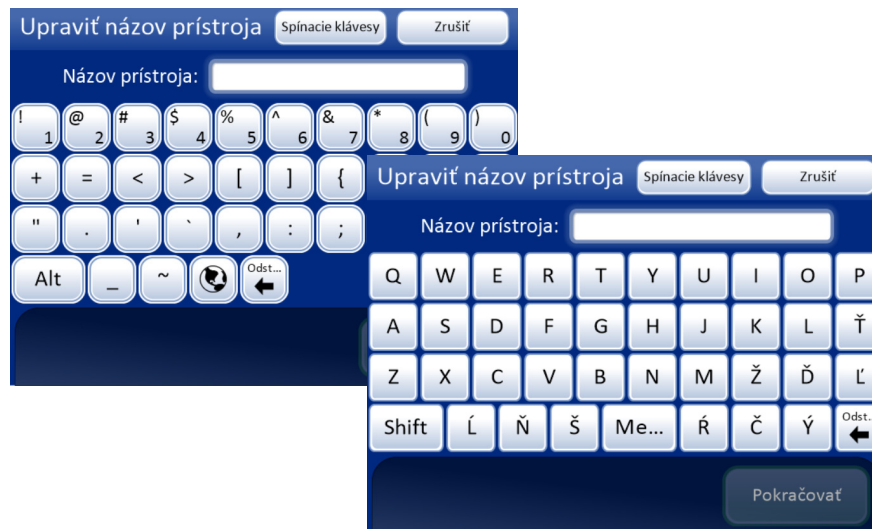 Upraviť názov prístroja Spínacie klávesy Zrušiť
Názov prístroja:
! 1 @ 2 # 3 $ 4 % 5 ^ 6 & 7 * 8 ( 9 ) 0
+ = < > [ ] {
" . ' ` , : ;
Alt _ ~ Odst...
Upraviť názov prístroja Spínacie klávesy Zrušiť
Názov prístroja:
Q W E R T Y U I O P
A S D F G H J K L Ť
Z X C V B N M Ž Ď Ľ
Shift Ĺ Ň Š Me... Ŕ Č Ý Odst...
Pokračovať